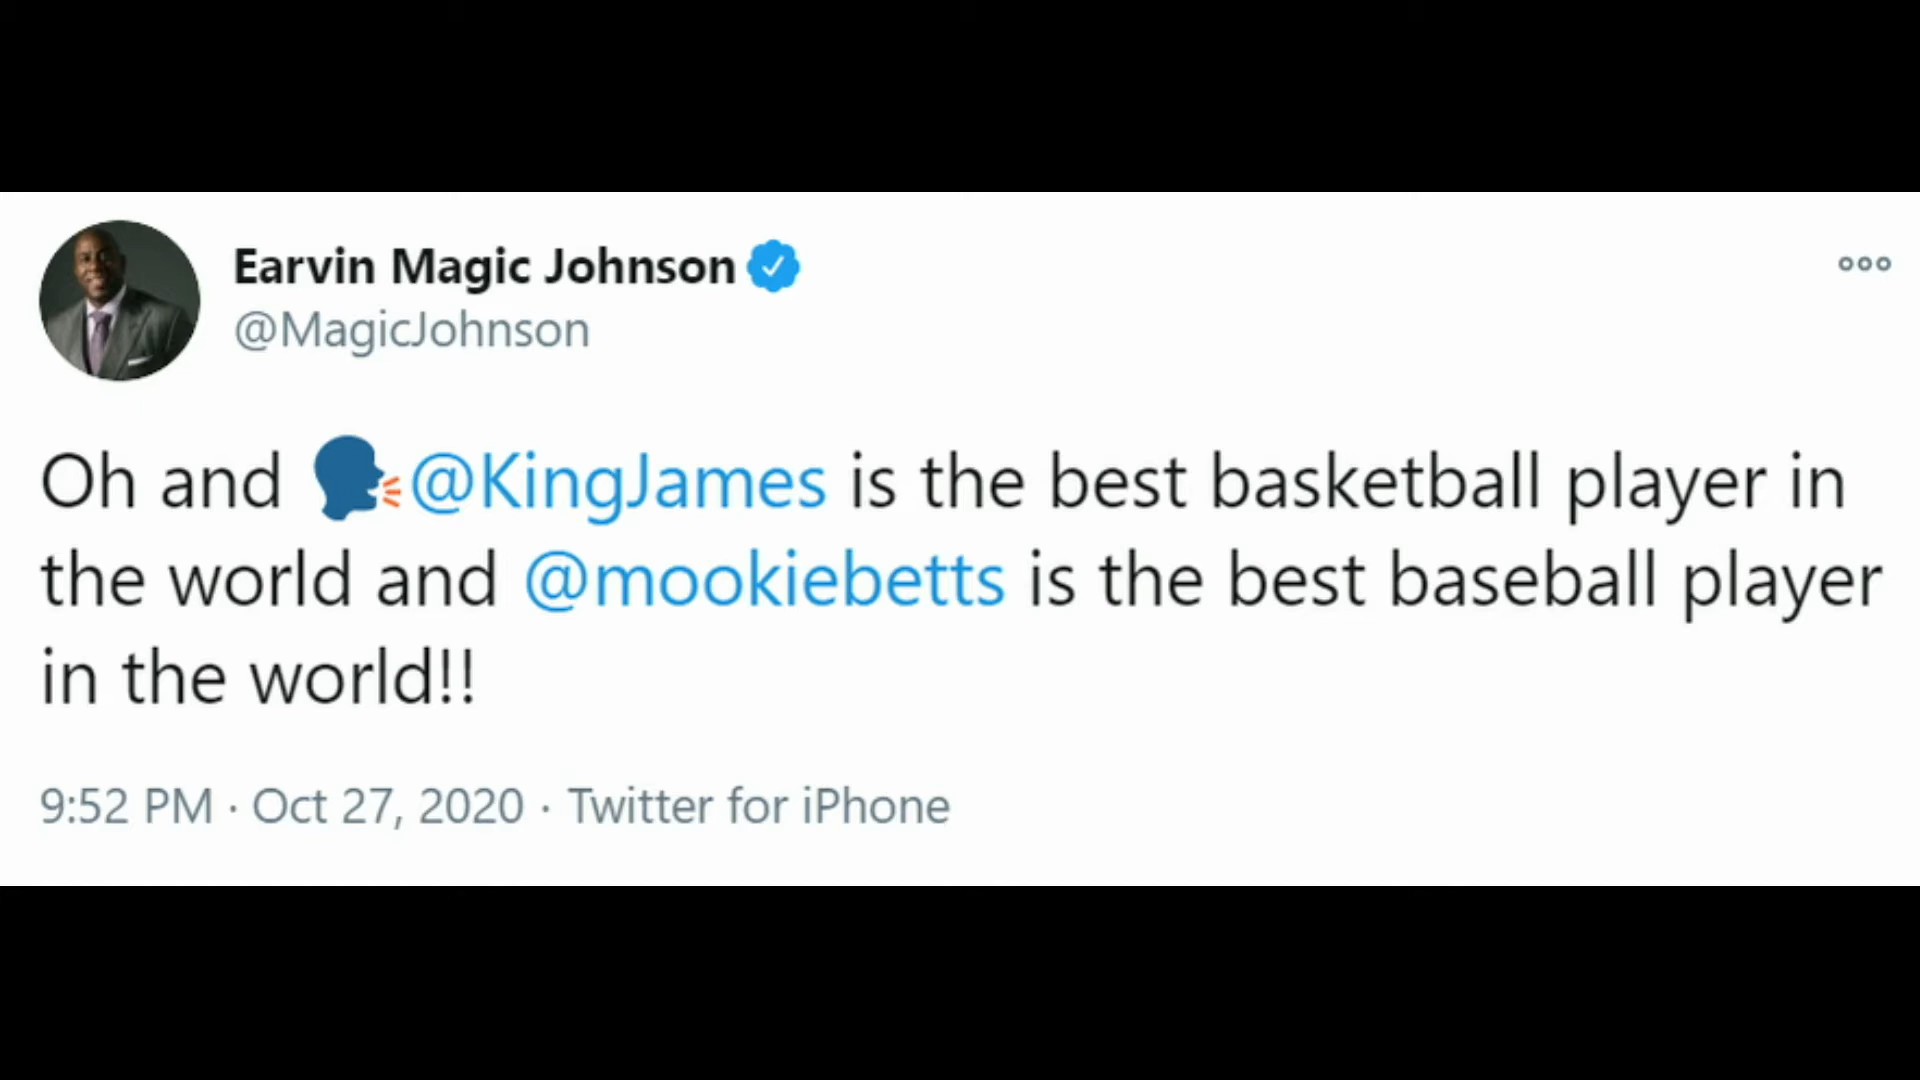 Earvin Magic Johnson
@MagicJohnson
Oh and 🗣@KingJames is the best basketball player in
the world and @mookiebetts is the best baseball player
in the world!!
9:52 PM · Oct 27, 2020 · Twitter for iPhone